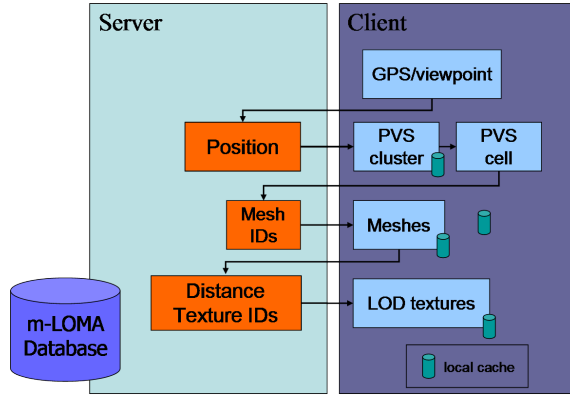 Server
Client
GPS/viewpoint
Position
PVS
cluster
PVS
cell
Mesh
IDs
Meshes
Distance
Texture IDs
LOD textures
m-LOMA
Database
local cache